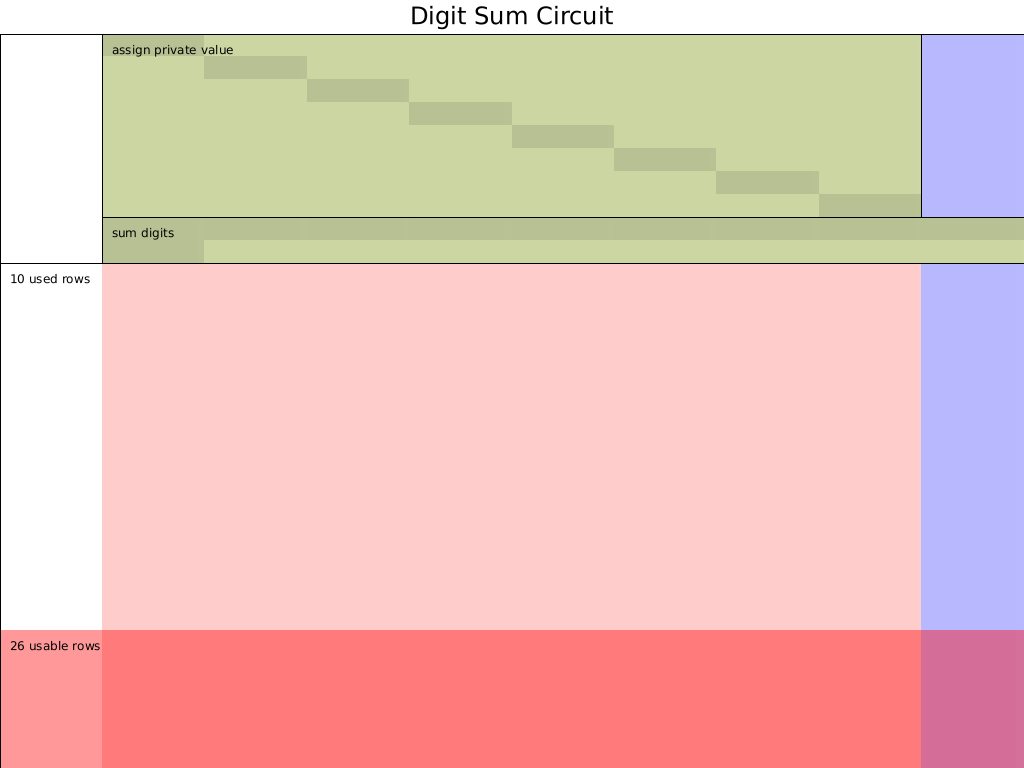 Digit Sum Circuit
assign private value
sum digits
10 used rows
26 usable rows